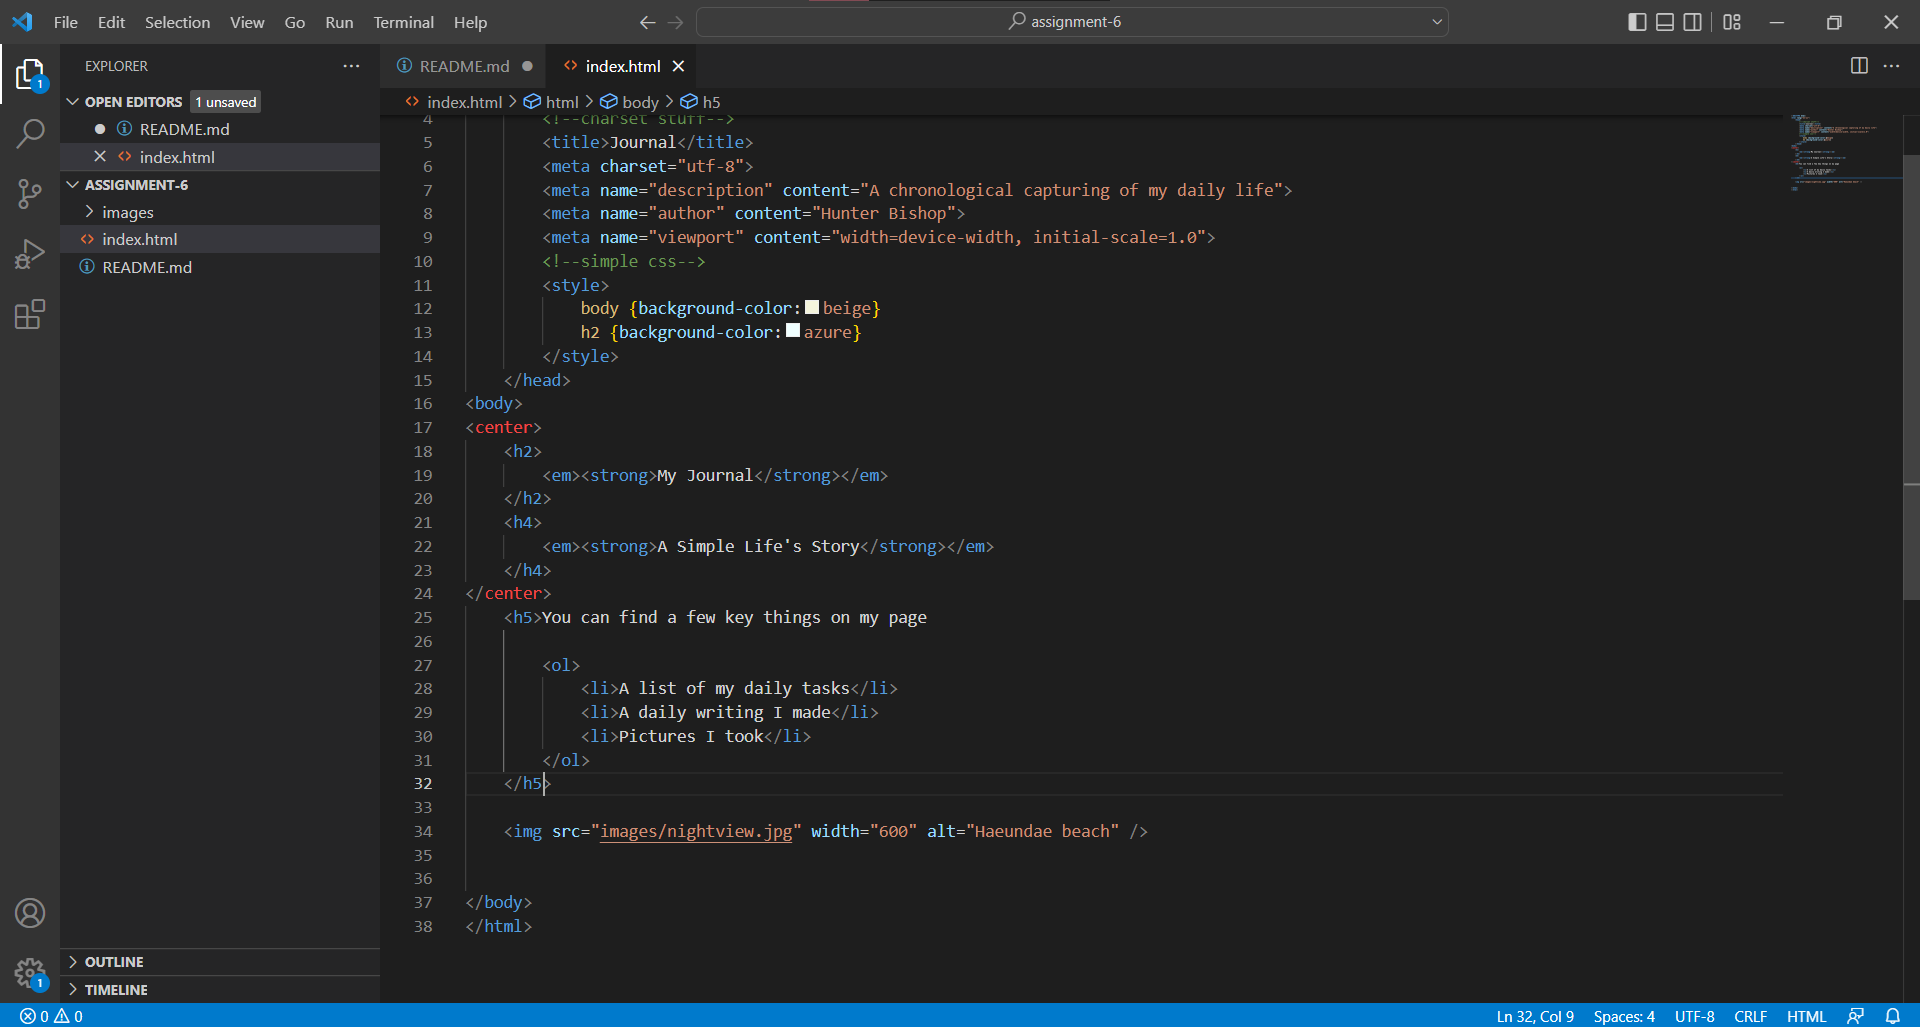 File Edit Selection View Go Run Terminal Help
assignment-6
EXPLORER
OPEN EDITORS 1 unsaved
README.md
index.html
ASSIGNMENT-6
images
index.html
README.md
OUTLINE
TIMELINE
README.md index.html
index.html > html > body > h5
4 <!--charset stuff-->
5 <title>Journal</title>
6 <meta charset="utf-8">
7 <meta name="description" content="A chronological capturing of my daily life">
8 <meta name="author" content="Hunter Bishop">
9 <meta name="viewport" content="width=device-width, initial-scale=1.0">
10 <!--simple css-->
11 <style>
12 body {background-color:beige}
13 h2 {background-color:azure}
14 </style>
15 </head>
16 <body>
17 <center>
18 <h2>
19 <em><strong>My Journal</strong></em>
20 </h2>
21 <h4>
22 <em><strong>A Simple Life's Story</strong></em>
23 </h4>
24 </center>
25 <h5>You can find a few key things on my page
26
27 <ol>
28 <li>A list of my daily tasks</li>
29 <li>A daily writing I made</li>
30 <li>Pictures I took</li>
31 </ol>
32 </h5>
33
34 <img src="images/nightview.jpg" width="600" alt="Haeundae beach" />
35
36
37 </body>
38 </html>
1
1
0 0
Ln 32, Col 9 Spaces: 4 UTF-8 CRLF HTML